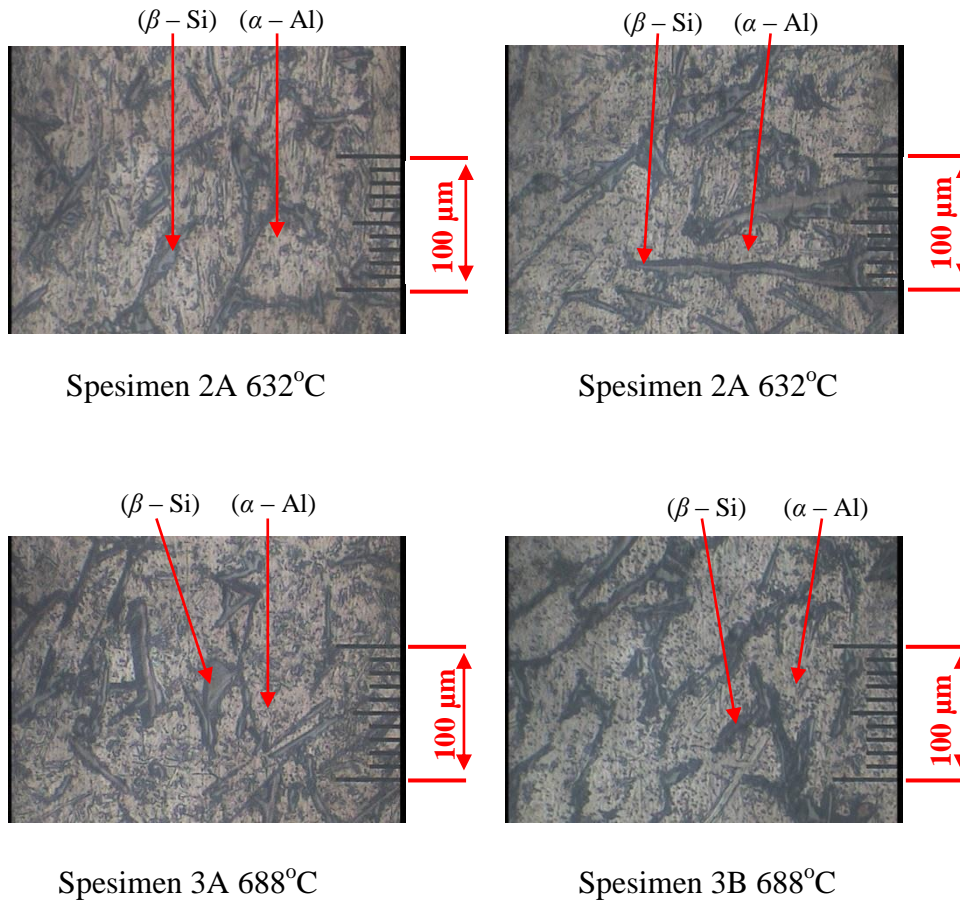 (β – Si) (α – Al)
(β – Si) (α – Al)
100 µm
100 µm
Spesimen 2A 632°C
Spesimen 2A 632°C
(β – Si) (α – Al)
(β – Si) (α – Al)
100 µm
100 µm
Spesimen 3A 688°C
Spesimen 3B 688°C